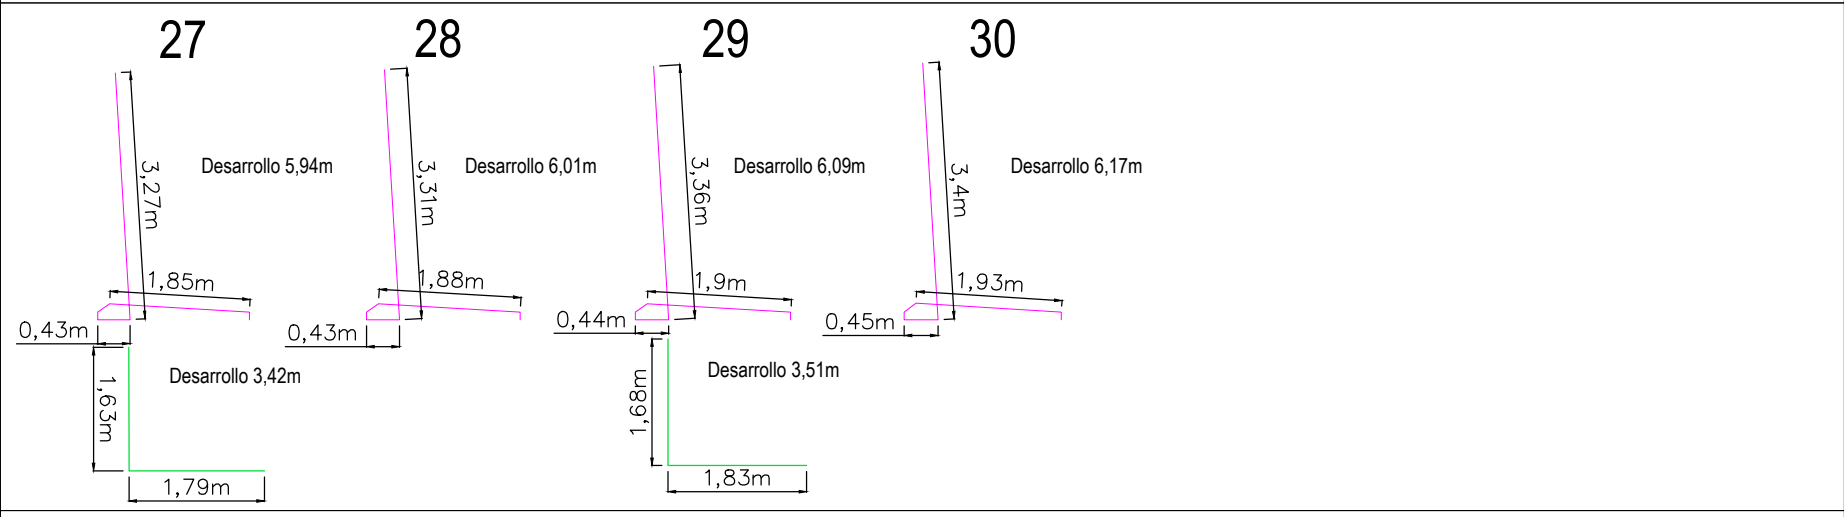 27
28
29
30
3,27m
Desarrollo 5,94m
3,31m
Desarrollo 6,01m
3,36m
Desarrollo 6,09m
3,4m
Desarrollo 6,17m
1,85m
1,88m
1,9m
1,93m
0,43m
0,43m
0,44m
0,45m
1,63m
Desarrollo 3,42m
1,68m
Desarrollo 3,51m
1,79m
1,83m